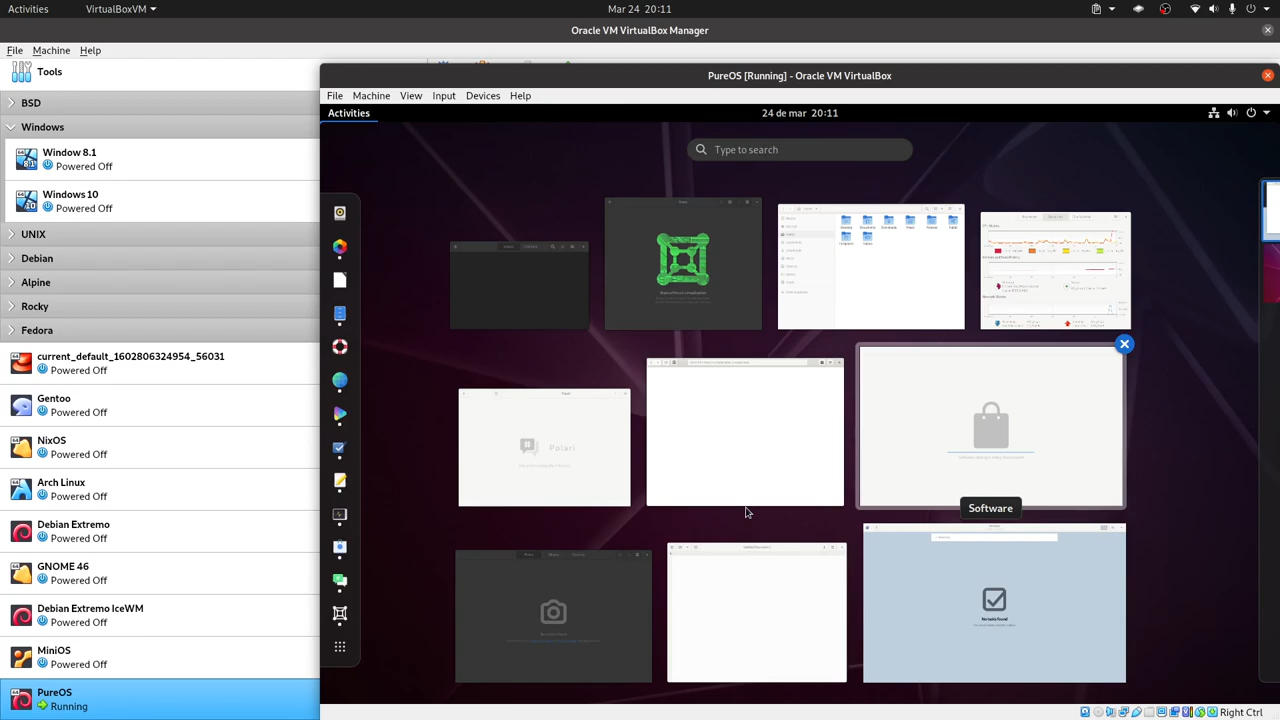 Activities VirtualBoxVM Mar 24 20:11
Oracle VM VirtualBox Manager
File Machine Help
Tools
BSD
Windows
Window 8.1
Powered Off
Windows 10
Powered Off
UNIX
Debian
Alpine
Rocky
Fedora
current_default_1602806324954_56031
Powered Off
Gentoo
Powered Off
NixOS
Powered Off
Arch Linux
Powered Off
Debian Extremo
Powered Off
GNOME 46
Powered Off
Debian Extremo IceWM
Powered Off
MiniOS
Powered Off
PureOS
Running
PureOS [Running] - Oracle VM VirtualBox
File Machine View Input Devices Help
Activities 24 de mar 20:11
Type to search
Polari
Software
No tasks found
Right Ctrl